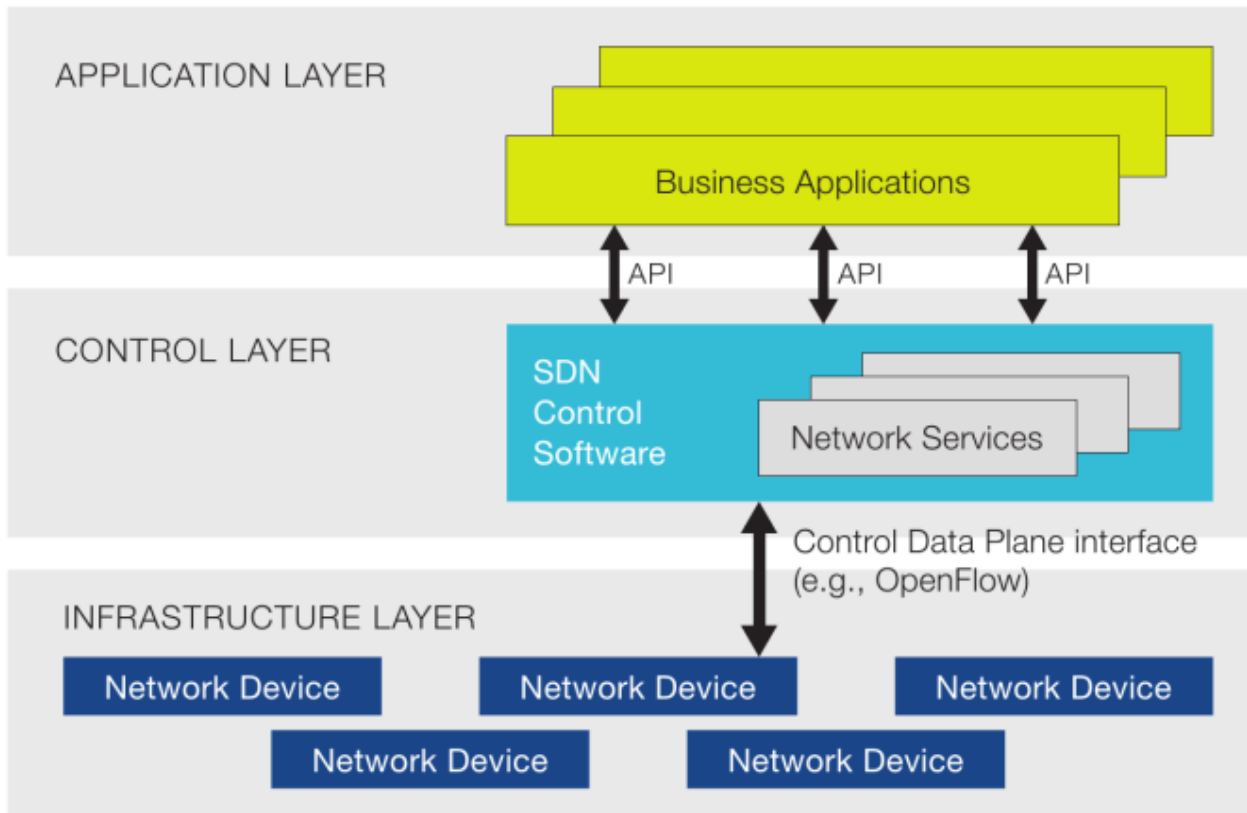 APPLICATION LAYER
Business Applications
API
API
API
CONTROL LAYER
SDN
Control
Software
Network Services
Control Data Plane interface
(e.g., OpenFlow)
INFRASTRUCTURE LAYER
Network Device
Network Device
Network Device
Network Device
Network Device